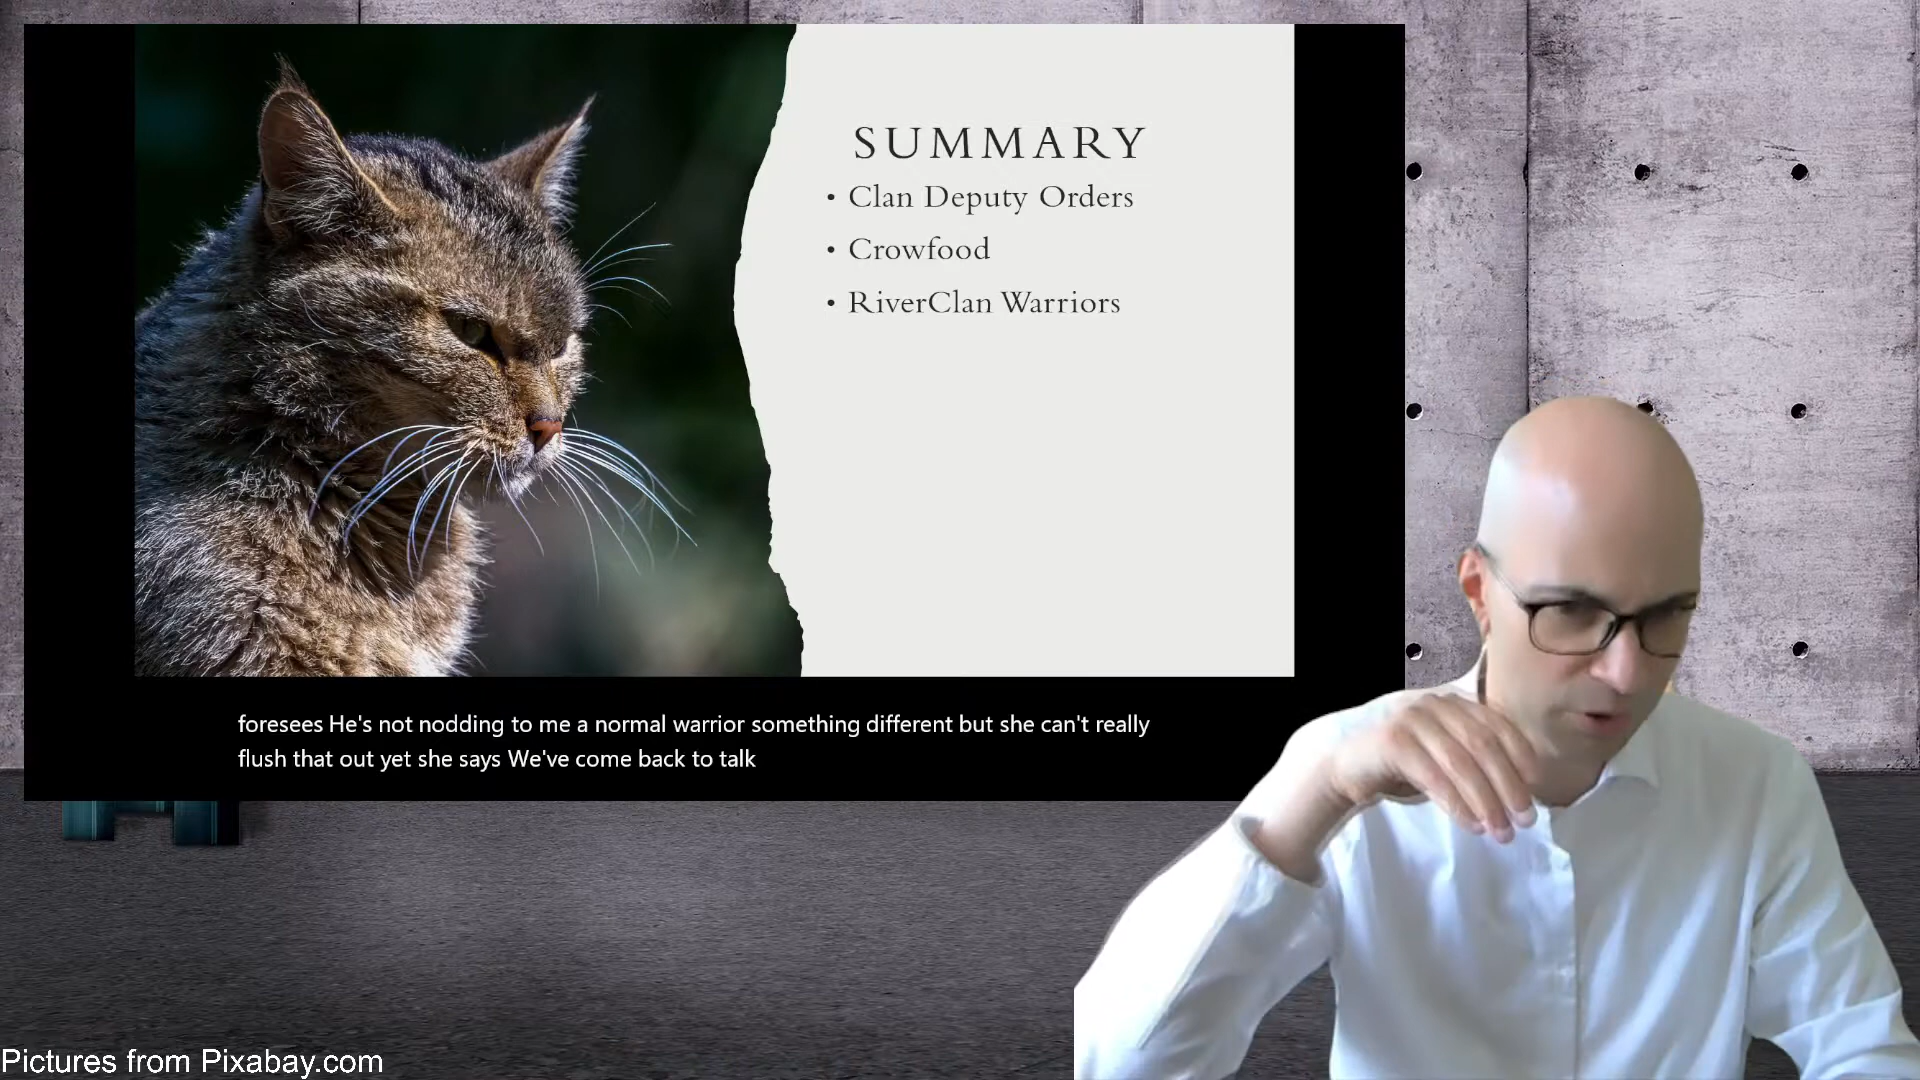 SUMMARY
• Clan Deputy Orders
• Crowfood
• RiverClan Warriors
foresees He's not nodding to me a normal warrior something different but she can't really
flush that out yet she says We've come back to talk
Pictures from Pixabay.com